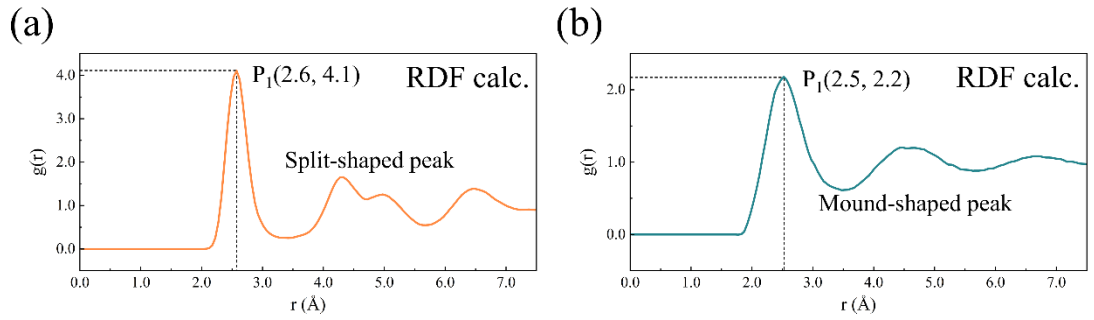 (a)
4.0
3.0
2.0
1.0
0.0
g(r)
P1(2.6, 4.1)
RDF calc.
Split-shaped peak
0.0 1.0 2.0 3.0 4.0 5.0 6.0 7.0
r (Å)
(b)
2.0
1.0
0.0
g(r)
P1(2.5, 2.2)
RDF calc.
Mound-shaped peak
0.0 1.0 2.0 3.0 4.0 5.0 6.0 7.0
r (Å)